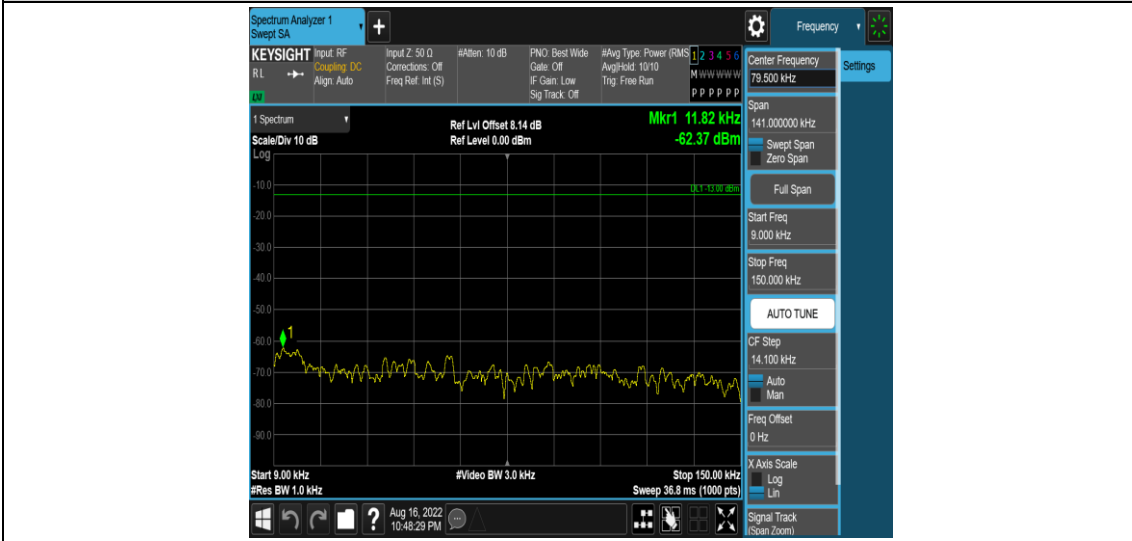 Spectrum Analyzer 1
Swept SA
+
Frequency
KEYSIGHT
RL
Input: RF
Coupling: DC
Align: Auto
Input Z: 50 Ω
Corrections: Off
Freq Ref: Int (S)
#Atten: 10 dB
PNO: Best Wide
Gate: Off
IF Gain: Low
Sig Track: Off
#Avg Type: Power (RMS
Avg|Hold: 10/10
Trig: Free Run
1 2 3 4 5 6
M W W W W W
P P P P P P
1 Spectrum
Scale/Div 10 dB
Ref Lvl Offset 8.14 dB
Ref Level 0.00 dBm
Mkr1 11.82 kHz
-62.37 dBm
Log
-10.0
DL1 -13.00 dBm
-20.0
-30.0
-40.0
-50.0
-60.0
1
-70.0
-80.0
-90.0
Start 9.00 kHz
#Video BW 3.0 kHz
Stop 150.00 kHz
#Res BW 1.0 kHz
Sweep 36.8 ms (1000 pts)
?
Aug 16, 2022
10:48:29 PM
Center Frequency
79.500 kHz
Settings
Span
141.000000 kHz
Swept Span
Zero Span
Full Span
Start Freq
9.000 kHz
Stop Freq
150.000 kHz
AUTO TUNE
CF Step
14.100 kHz
Auto
Man
Freq Offset
0 Hz
X Axis Scale
Log
Lin
Signal Track
(Span Zoom)